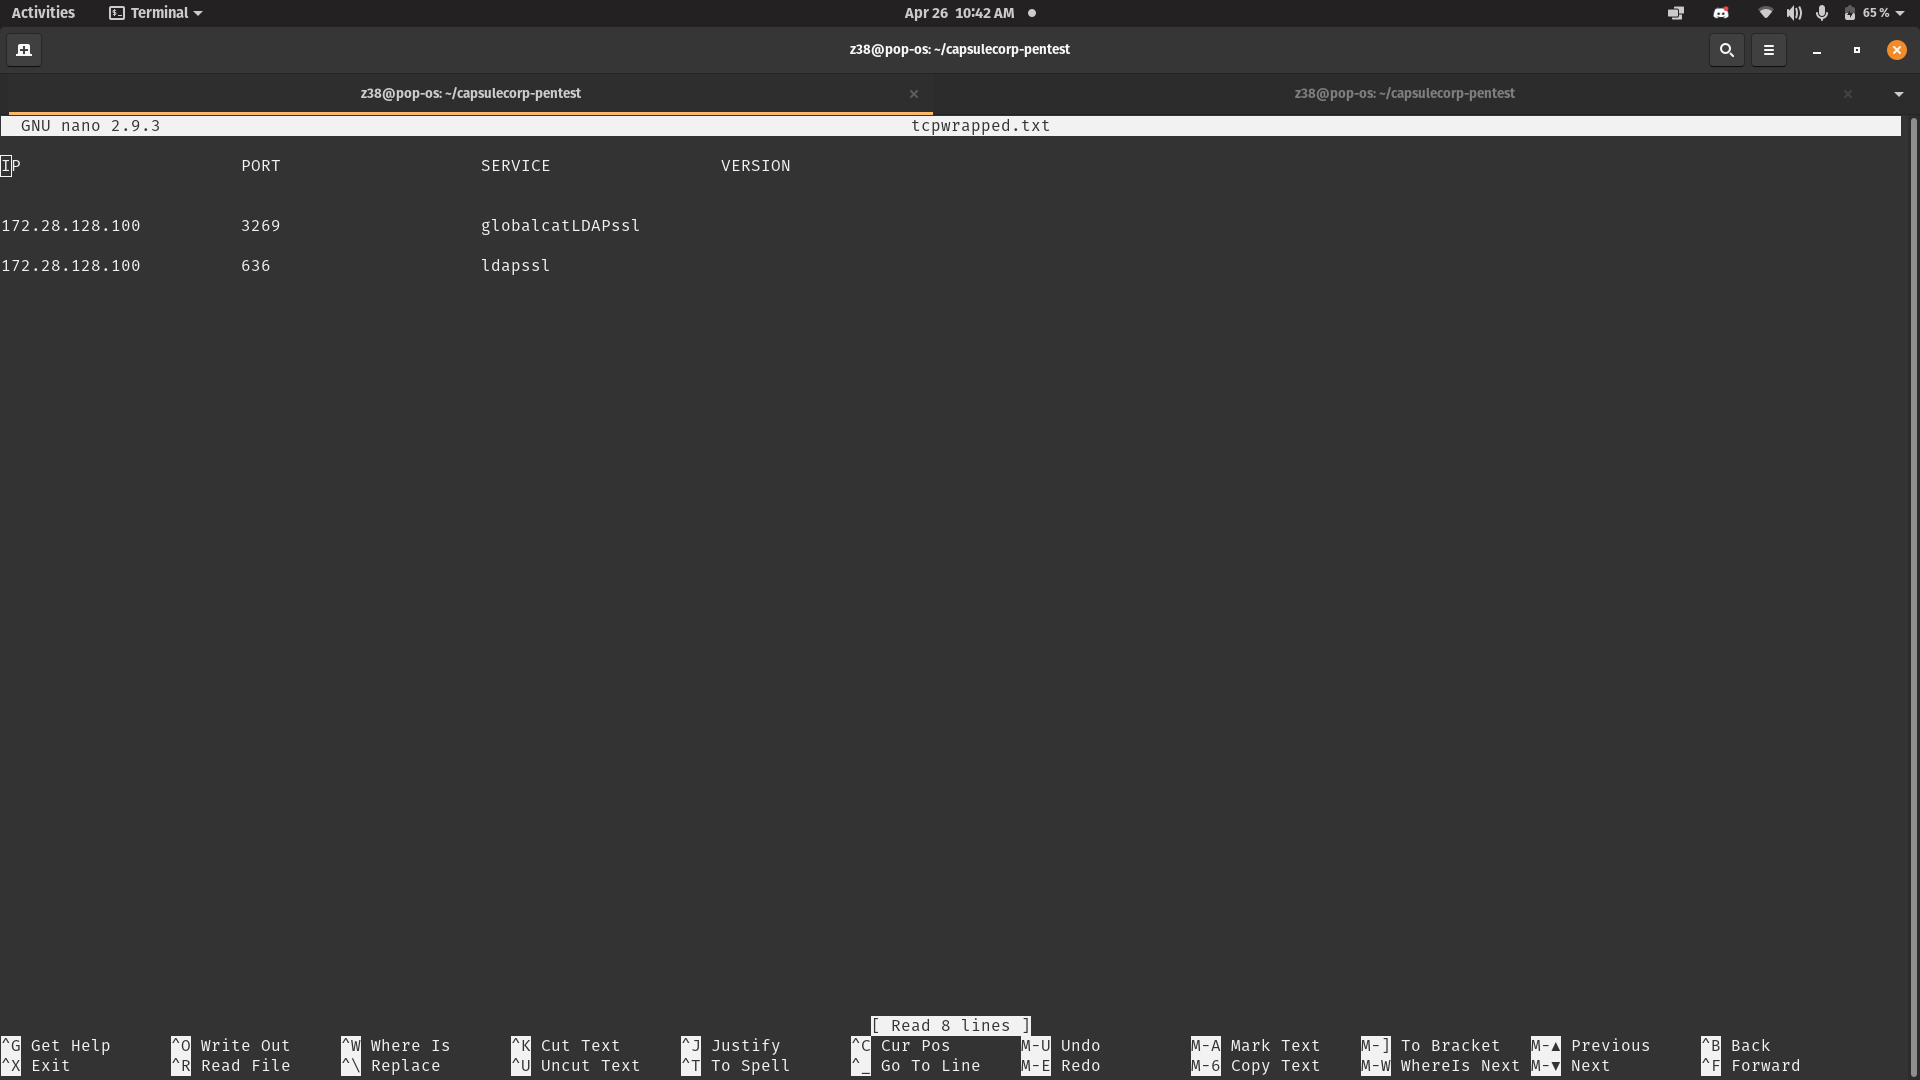 Activities Terminal Apr 26 10:42 AM 65 %
z38@pop-os: ~/capsulecorp-pentest
z38@pop-os: ~/capsulecorp-pentest z38@pop-os: ~/capsulecorp-pentest
GNU nano 2.9.3 tcpwrapped.txt
IP PORT SERVICE VERSION
172.28.128.100 3269 globalcatLDAPssl
172.28.128.100 636 ldapssl
[ Read 8 lines ]
^G Get Help ^O Write Out ^W Where Is ^K Cut Text ^J Justify ^C Cur Pos M-U Undo M-A Mark Text M-] To Bracket M-▲ Previous ^B Back
^X Exit ^R Read File ^\ Replace ^U Uncut Text ^T To Spell ^_ Go To Line M-E Redo M-6 Copy Text M-W WhereIs Next M-▼ Next ^F Forward